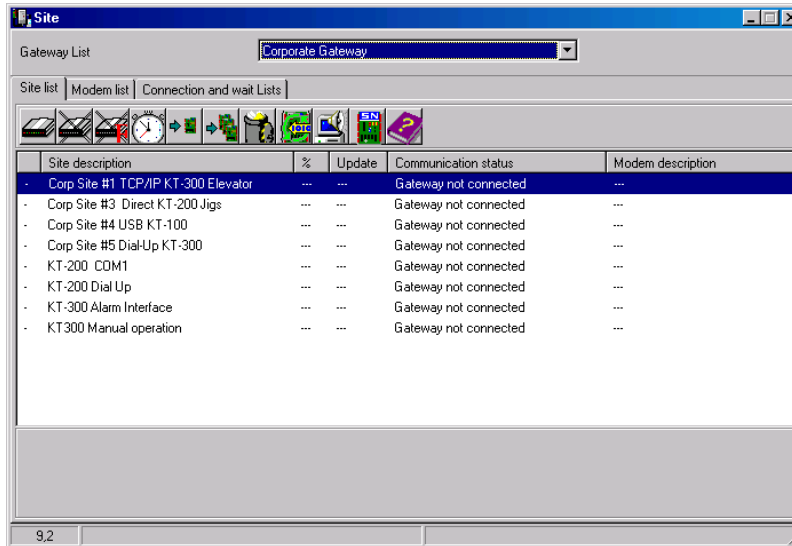 Site
Gateway List Corporate Gateway
Site list Modem list Connection and wait Lists
SN
Site description % Update Communication status Modem description
- Corp Site #1 TCP/IP KT-300 Elevator --- --- Gateway not connected ---
- Corp Site #3 Direct KT-200 Jigs --- --- Gateway not connected ---
- Corp Site #4 USB KT-100 --- --- Gateway not connected ---
- Corp Site #5 Dial-Up KT-300 --- --- Gateway not connected ---
- KT-200 COM1 --- --- Gateway not connected ---
- KT-200 Dial Up --- --- Gateway not connected ---
- KT-300 Alarm Interface --- --- Gateway not connected ---
- KT300 Manual operation --- --- Gateway not connected ---
9,2